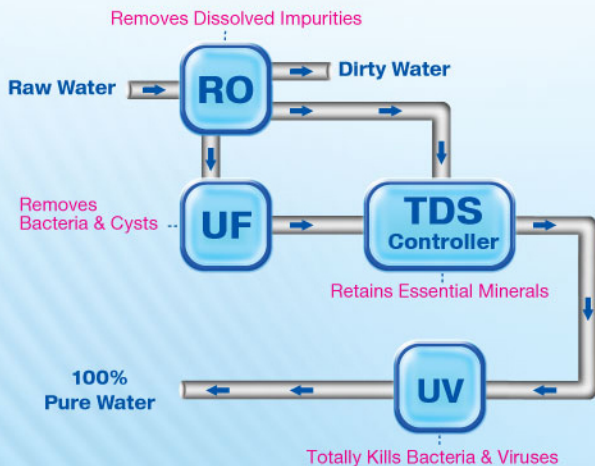 Removes Dissolved Impurities
Raw Water
RO
Dirty Water
Removes
Bacteria & Cysts
UF
TDS
Controller
Retains Essential Minerals
100%
Pure Water
UV
Totally Kills Bacteria & Viruses